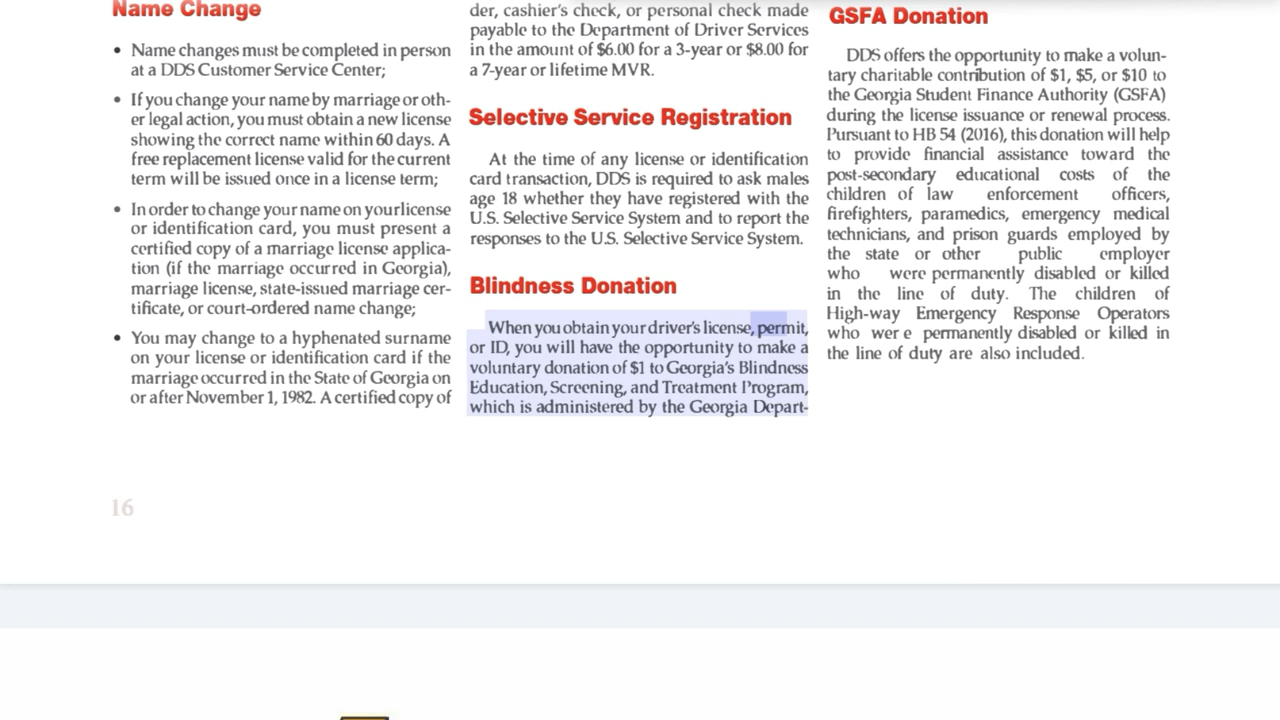 Name Change
• Name changes must be completed in person
at a DDS Customer Service Center;
• If you change your name by marriage or oth-
er legal action, you must obtain a new license
showing the correct name within 60 days. A
free replacement license valid for the current
term will be issued once in a license term;
• In order to change your name on yourlicense
or identification card, you must present a
certified copy of a marriage license applica-
tion (if the marriage occurred in Georgia),
marriage license, state-issued marriage cer-
tificate, or court-ordered name change;
• You may change to a hyphenated surname
on your license or identification card if the
marriage occurred in the State of Georgia on
or after November 1, 1982. A certified copy of
der, cashier's check, or personal check made
payable to the Department of Driver Services
in the amount of $6.00 for a 3-year or $8.00 for
a 7-year or lifetime MVR.
Selective Service Registration
At the time of any license or identification
card transaction, DDS is required to ask males
age 18 whether they have registered with the
U.S. Selective Service System and to report the
responses to the U.S. Selective Service System.
Blindness Donation
When you obtain your driver's license, permit,
or ID, you will have the opportunity to make a
voluntary donation of $1 to Georgia's Blindness
Education, Screening, and Treatment Program,
which is administered by the Georgia Depart-
GSFA Donation
DDS offers the opportunity to make a volun-
tary charitable contribution of $1, $5, or $10 to
the Georgia Student Finance Authority (GSFA)
during the license issuance or renewal process.
Pursuant to HB 54 (2016), this donation will help
to provide financial assistance toward the
post-secondary educational costs of the
children of law enforcement officers,
firefighters, paramedics, emergency medical
technicians, and prison guards employed by
the state or other public employer
who were permanently disabled or killed
in the line of duty. The children of
High-way Emergency Response Operators
who wer e permanently disabled or killed in
the line of duty are also included.
16